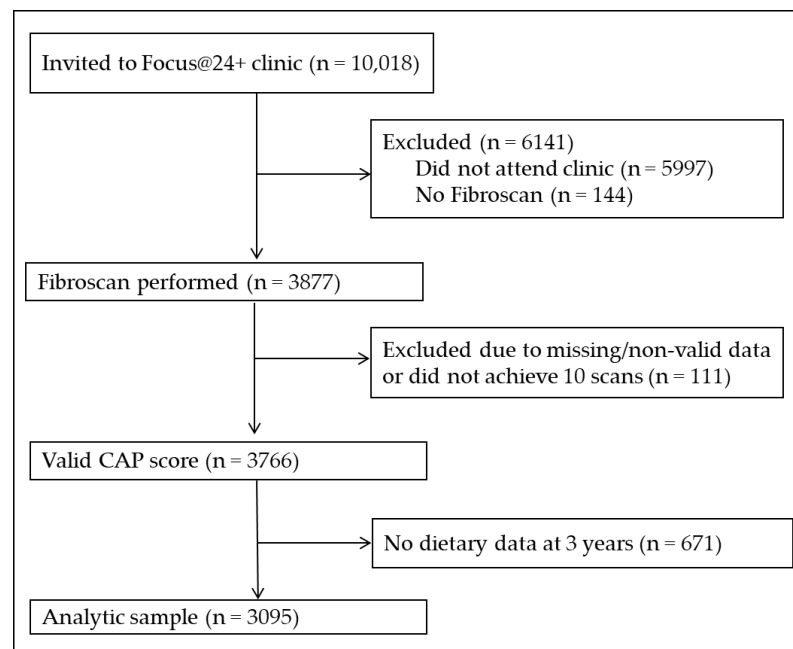 Invited to Focus@24+ clinic (n = 10,018)
Excluded (n = 6141)
Did not attend clinic (n = 5997)
No Fibroscan (n = 144)
Fibroscan performed (n = 3877)
Excluded due to missing/non-valid data
or did not achieve 10 scans (n = 111)
Valid CAP score (n = 3766)
No dietary data at 3 years (n = 671)
Analytic sample (n = 3095)